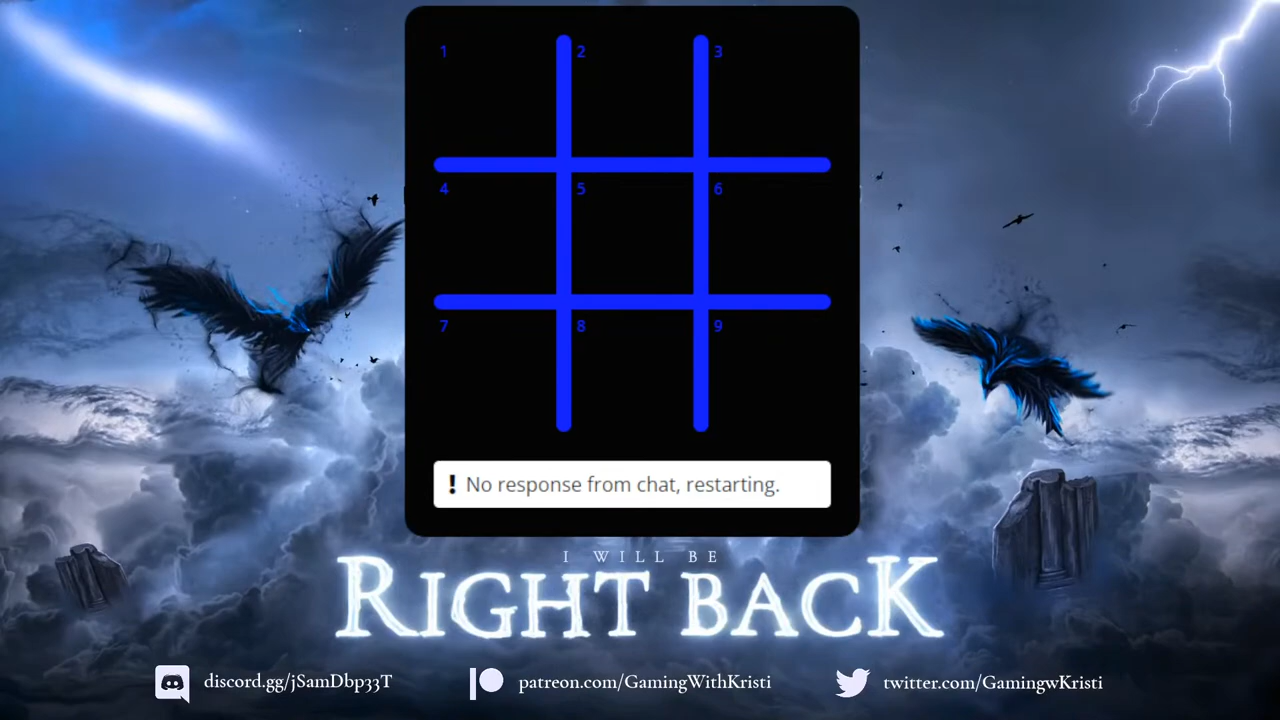 1 2 3
4 5 6
7 8 9
! No response from chat, restarting.
I WILL BE
RIGHT BACK
discord.gg/jSamDbp33T patreon.com/GamingWithKristi twitter.com/GamingwKristi